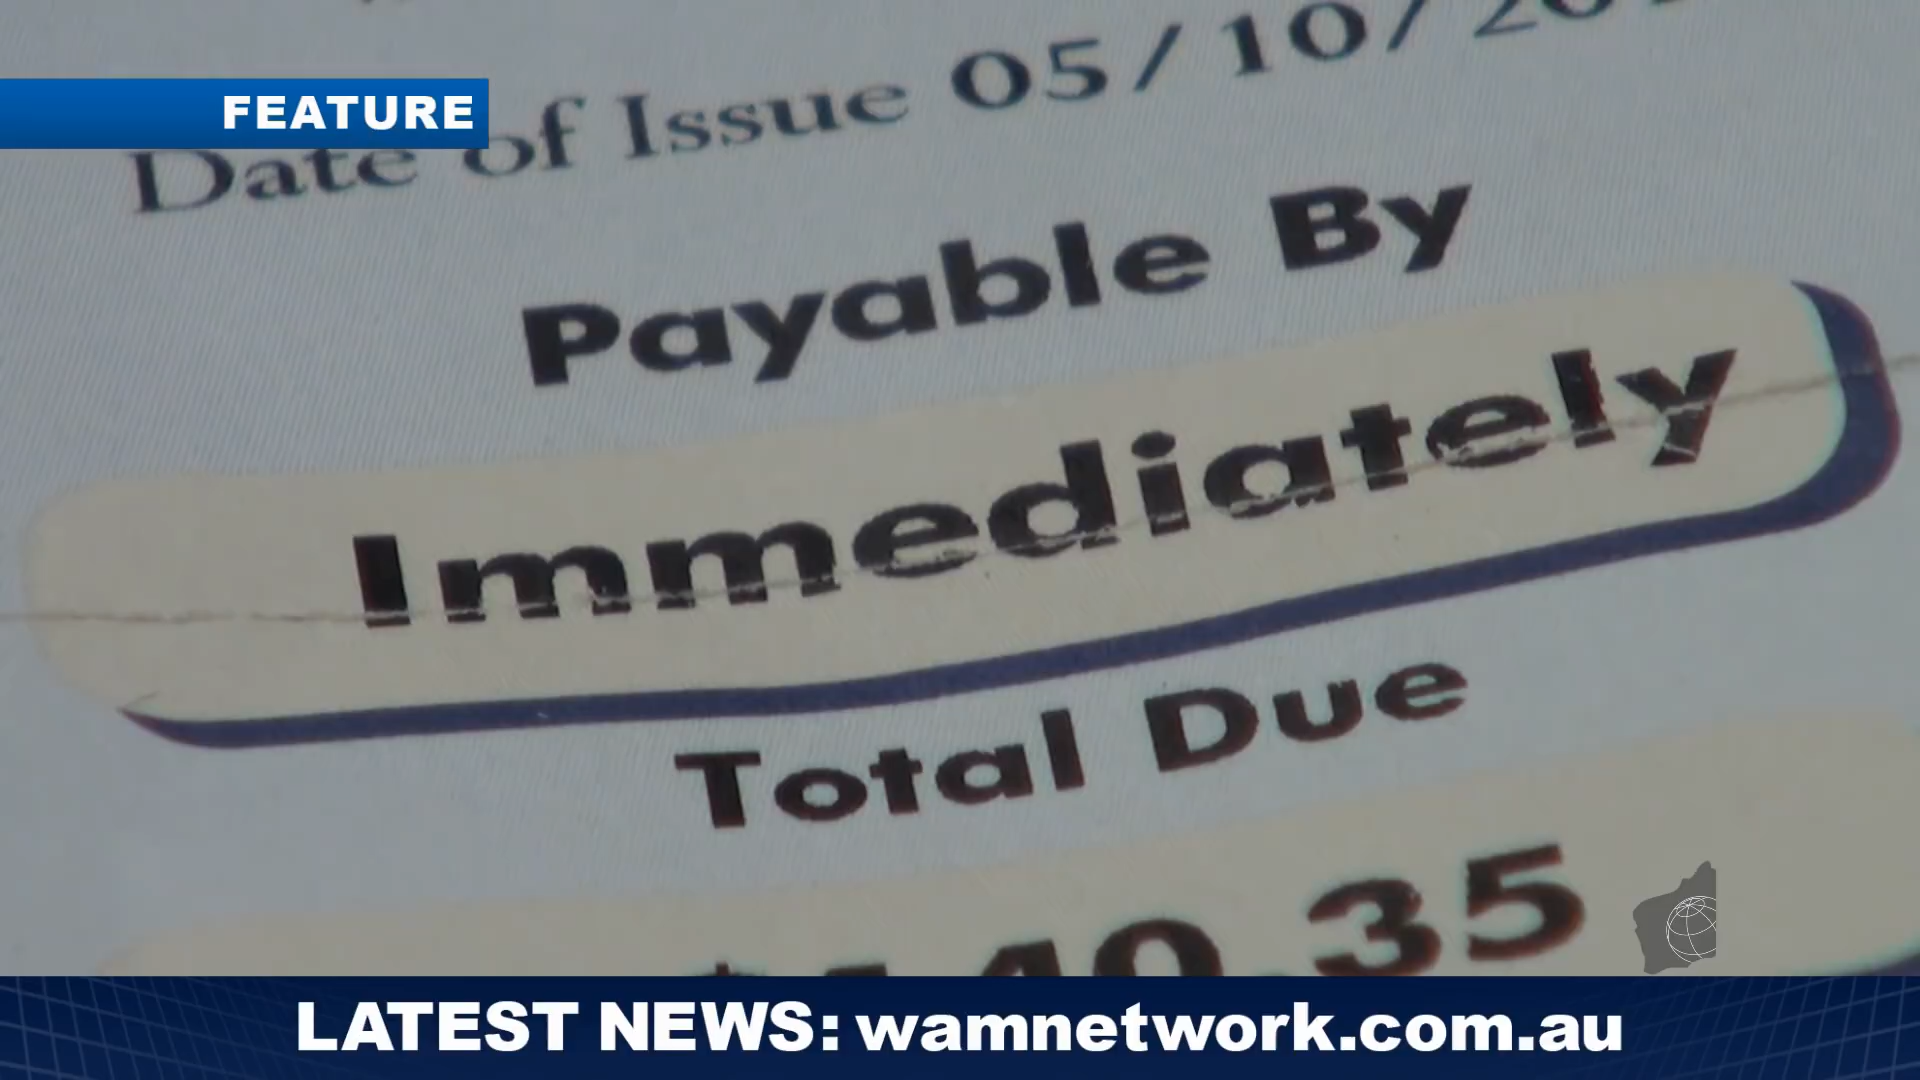 FEATURE
Date of Issue 05/10/
Payable By
Immediately
Total Due
LATEST NEWS: wamnetwork.com.au